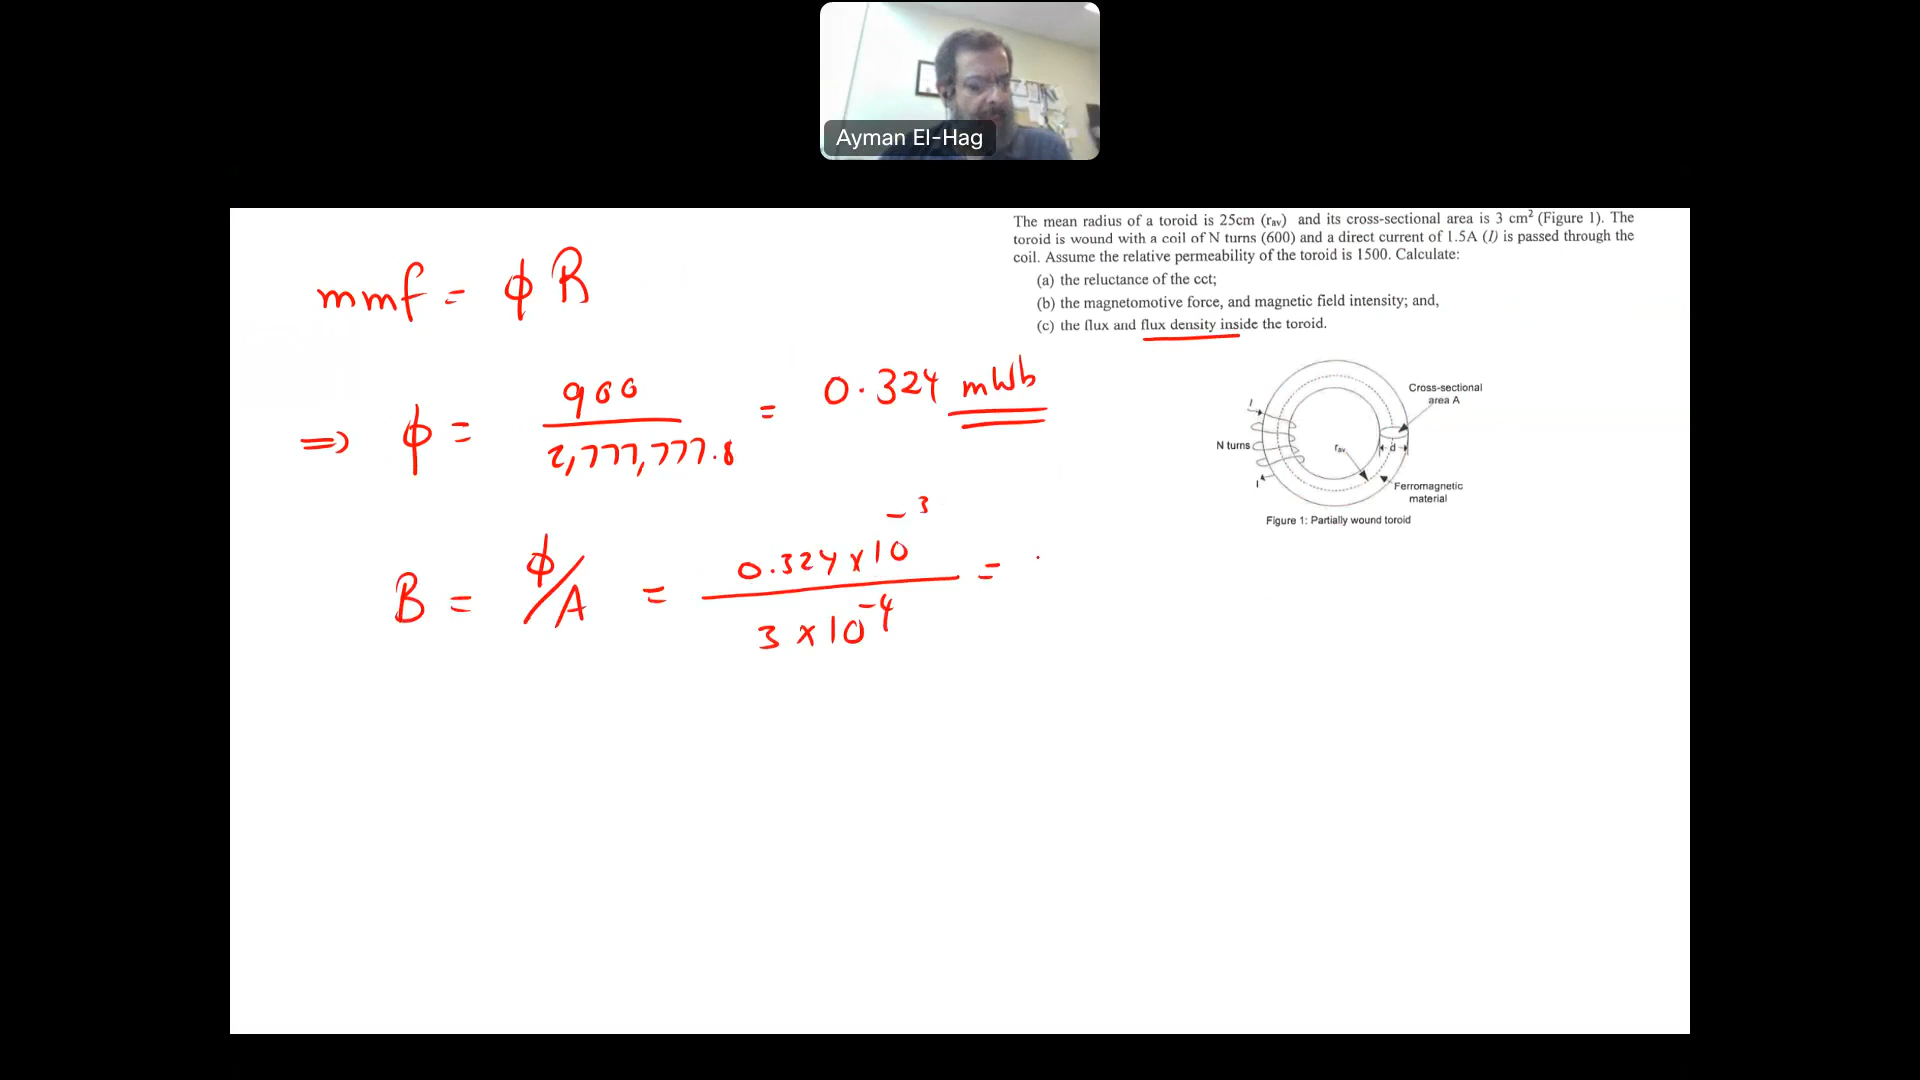 Ayman El-Hag
The mean radius of a toroid is 25cm (rav) and its cross-sectional area is 3 cm² (Figure 1). The
toroid is wound with a coil of N turns (600) and a direct current of 1.5A (I) is passed through the
coil. Assume the relative permeability of the toroid is 1500. Calculate:
(a) the reluctance of the cct;
(b) the magnetomotive force, and magnetic field intensity; and,
(c) the flux and flux density inside the toroid.
mmf = ϕ R
⇒ ϕ = 900 / 2,777,777.8 = 0.324 mWb
B = ϕ/A = 0.324 x 10⁻³ / 3 x 10⁻⁴ =
Cross-sectional
area A
I
N turns
rav
d
I
Ferromagnetic
material
Figure 1: Partially wound toroid